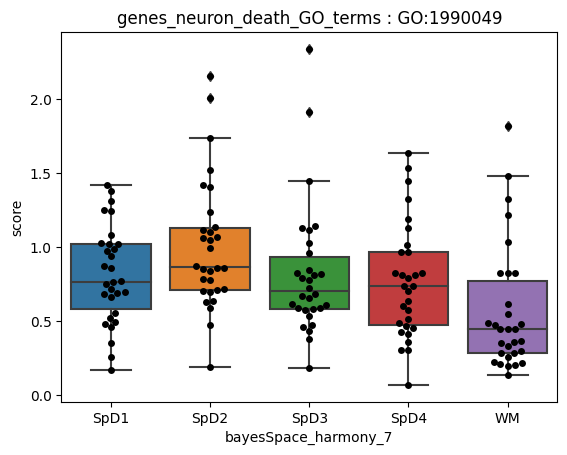 genes_neuron_death_GO_terms : GO:1990049
score
2.0
1.5
1.0
0.5
0.0
SpD1 SpD2 SpD3 SpD4 WM
bayesSpace_harmony_7